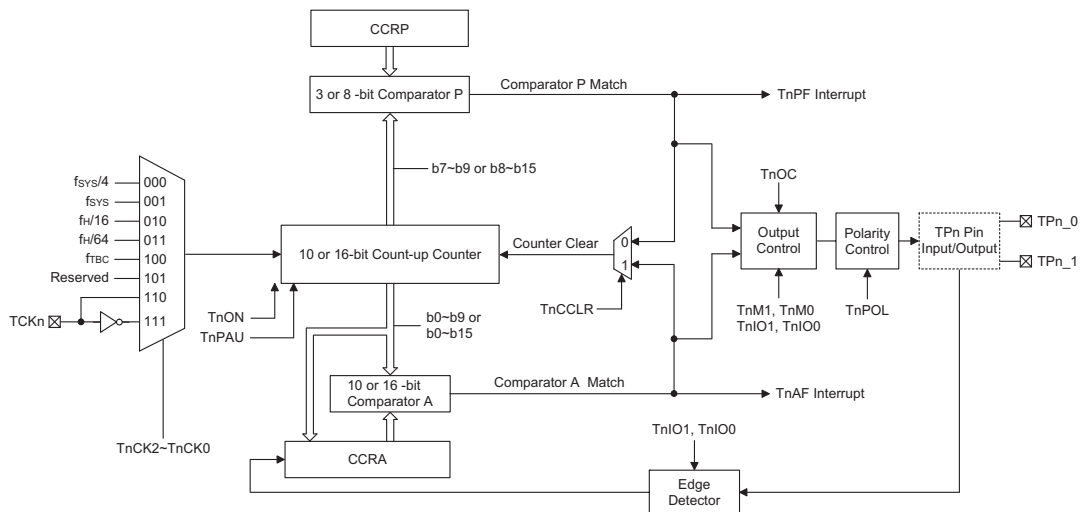 CCRP
3 or 8 -bit Comparator P
Comparator P Match
TnPF Interrupt
b7~b9 or b8~b15
fSYS/4
000
fSYS
001
fH/16
010
fH/64
011
fTBC
100
Reserved
101
110
TCKn
111
TnCK2~TnCK0
10 or 16-bit Count-up Counter
TnON
TnPAU
Counter Clear
0
1
TnCCLR
b0~b9 or
b0~b15
10 or 16 -bit
Comparator A
Comparator A Match
TnAF Interrupt
CCRA
TnOC
Output
Control
TnM1, TnM0
TnIO1, TnIO0
Polarity
Control
TnPOL
TPn Pin
Input/Output
TPn_0
TPn_1
TnIO1, TnIO0
Edge
Detector